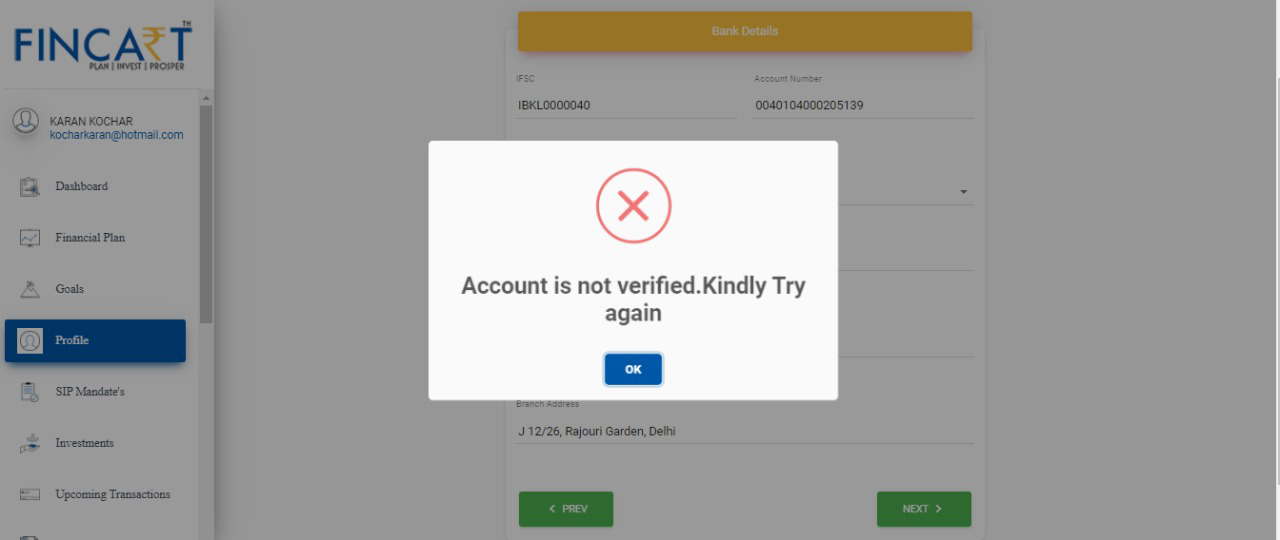 FINCA₹T
TM
PLAN | INVEST | PROSPER
KARAN KOCHAR
kocharkaran@hotmail.com
Dashboard
Financial Plan
Goals
Profile
SIP Mandate's
Investments
Upcoming Transactions
Bank Details
IFSC
Account Number
IBKL0000040
0040104000205139
Account is not verified.Kindly Try
again
OK
Branch Address
J 12/26, Rajouri Garden, Delhi
PREV
NEXT